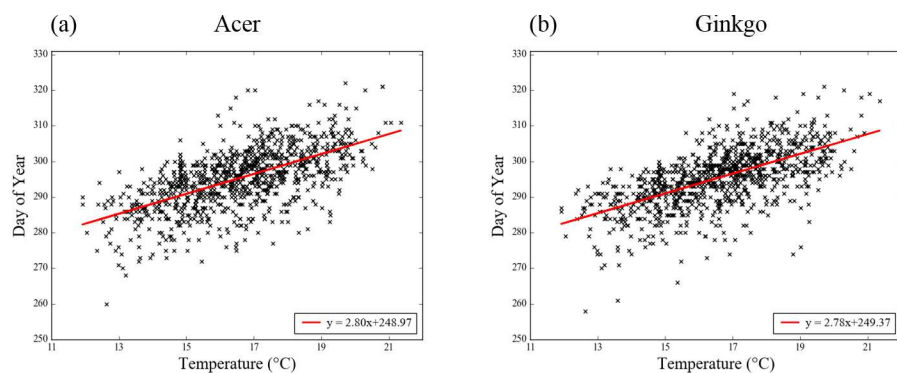 (a) Acer
330
320
310
300
290
280
270
260
250
Day of Year
11 13 15 17 19 21
Temperature (°C)
y = 2.80x+248.97
(b) Ginkgo
330
320
310
300
290
280
270
260
250
Day of Year
11 13 15 17 19 21
Temperature (°C)
y = 2.78x+249.37